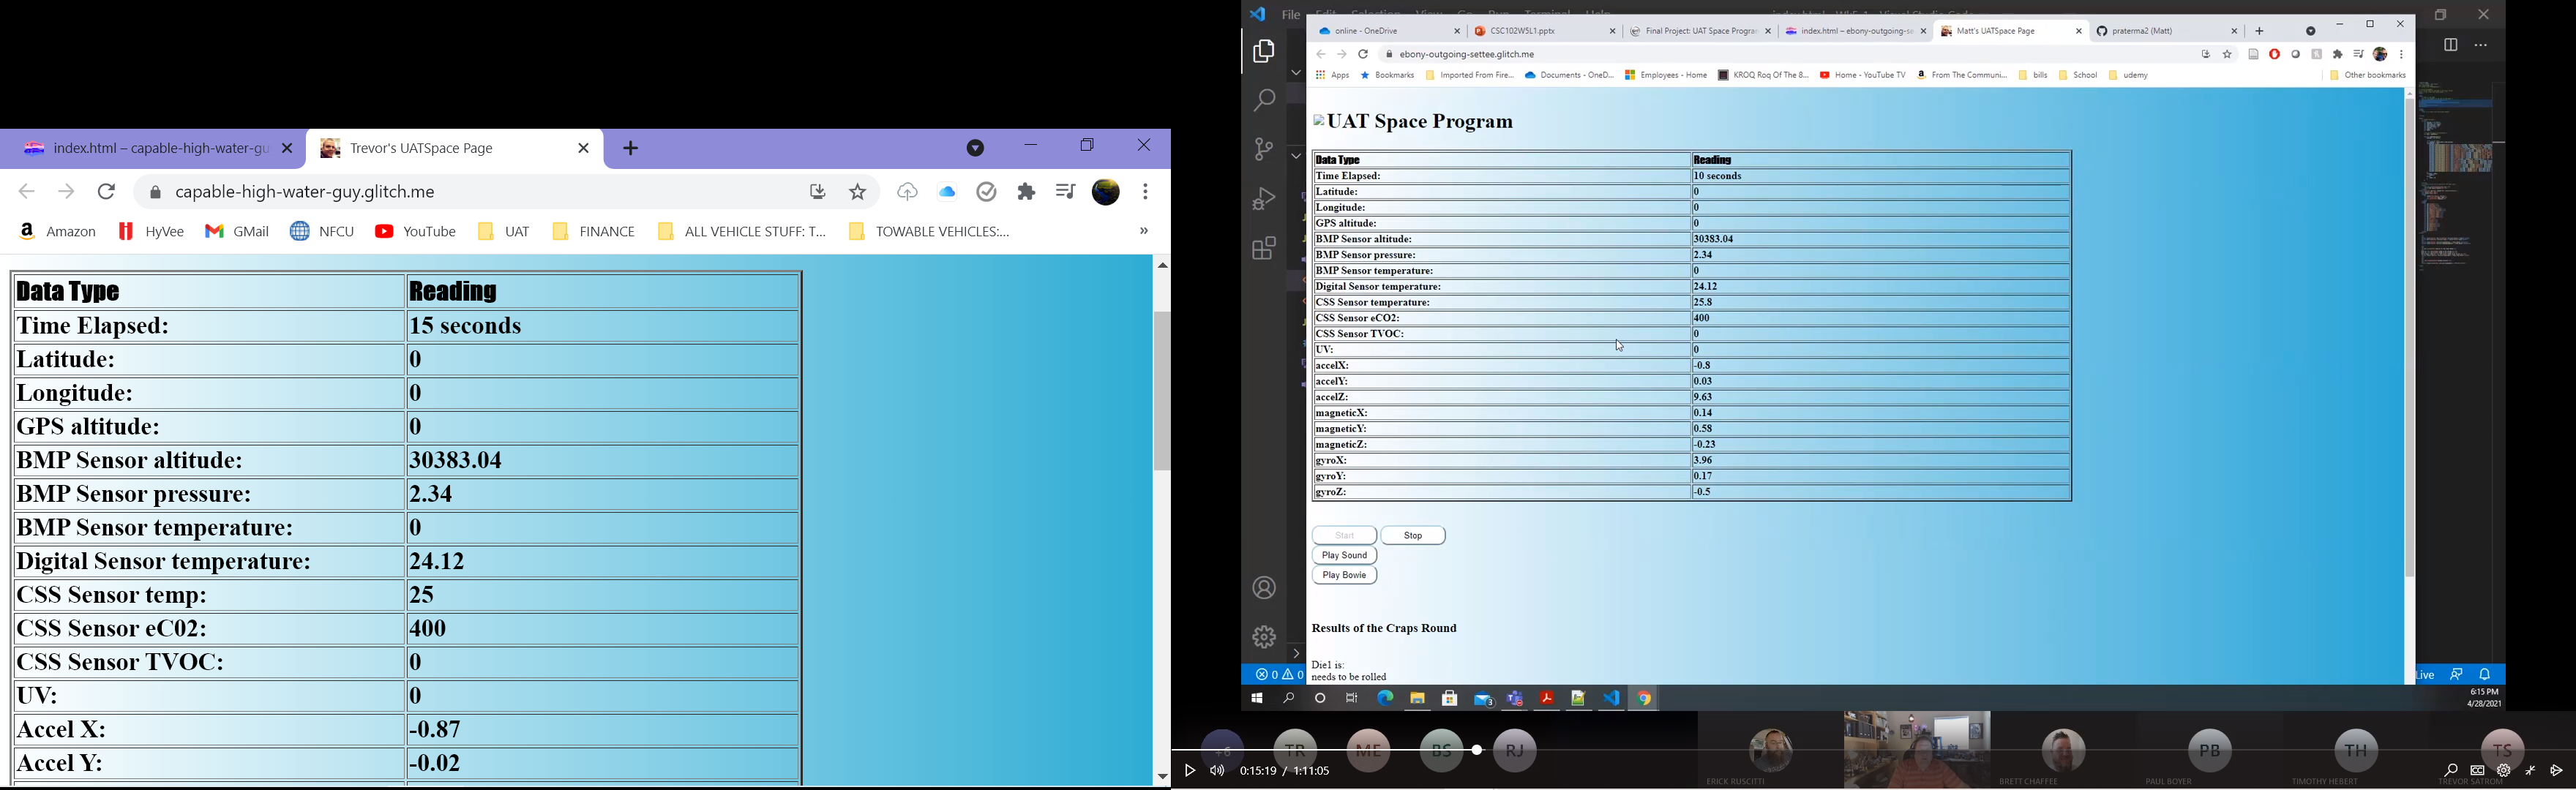 index.html – capable-high-water-gu
Trevor's UATSpace Page
capable-high-water-guy.glitch.me
Amazon HyVee GMail NFCU YouTube UAT FINANCE ALL VEHICLE STUFF: T... TOWABLE VEHICLES:... »
Data Type Reading
Time Elapsed: 15 seconds
Latitude: 0
Longitude: 0
GPS altitude: 0
BMP Sensor altitude: 30383.04
BMP Sensor pressure: 2.34
BMP Sensor temperature: 0
Digital Sensor temperature: 24.12
CSS Sensor temp: 25
CSS Sensor eC02: 400
CSS Sensor TVOC: 0
UV: 0
Accel X: -0.87
Accel Y: -0.02
File Edit Selection View Go Run Terminal Help
online - OneDrive CSC102W5L1.pptx Final Project: UAT Space Progran index.html – ebony-outgoing-se Matt's UATSpace Page praterma2 (Matt)
ebony-outgoing-settee.glitch.me
Apps Bookmarks Imported From Fire... Documents - OneD... Employees - Home KROQ Roq Of The 8... Home - YouTube TV From The Communi... bills School udemy Other bookmarks
UAT Space Program
Data Type Reading
Time Elapsed: 10 seconds
Latitude: 0
Longitude: 0
GPS altitude: 0
BMP Sensor altitude: 30383.04
BMP Sensor pressure: 2.34
BMP Sensor temperature: 0
Digital Sensor temperature: 24.12
CSS Sensor temperature: 25.8
CSS Sensor eCO2: 400
CSS Sensor TVOC: 0
UV: 0
accelX: -0.8
accelY: 0.03
accelZ: 9.63
magneticX: 0.14
magneticY: 0.58
magneticZ: -0.23
gyroX: 3.96
gyroY: 0.17
gyroZ: -0.5
Start Stop
Play Sound
Play Bowie
Results of the Craps Round
Die1 is:
needs to be rolled
0 0 Live
3
6:15 PM
4/28/2021
+6 TR ME BS RJ PB TH TS
0:15:19 / 1:11:05
ERICK RUSCITTI BRETT CHAFFEE PAUL BOYER TIMOTHY HEBERT TREVOR SATROM